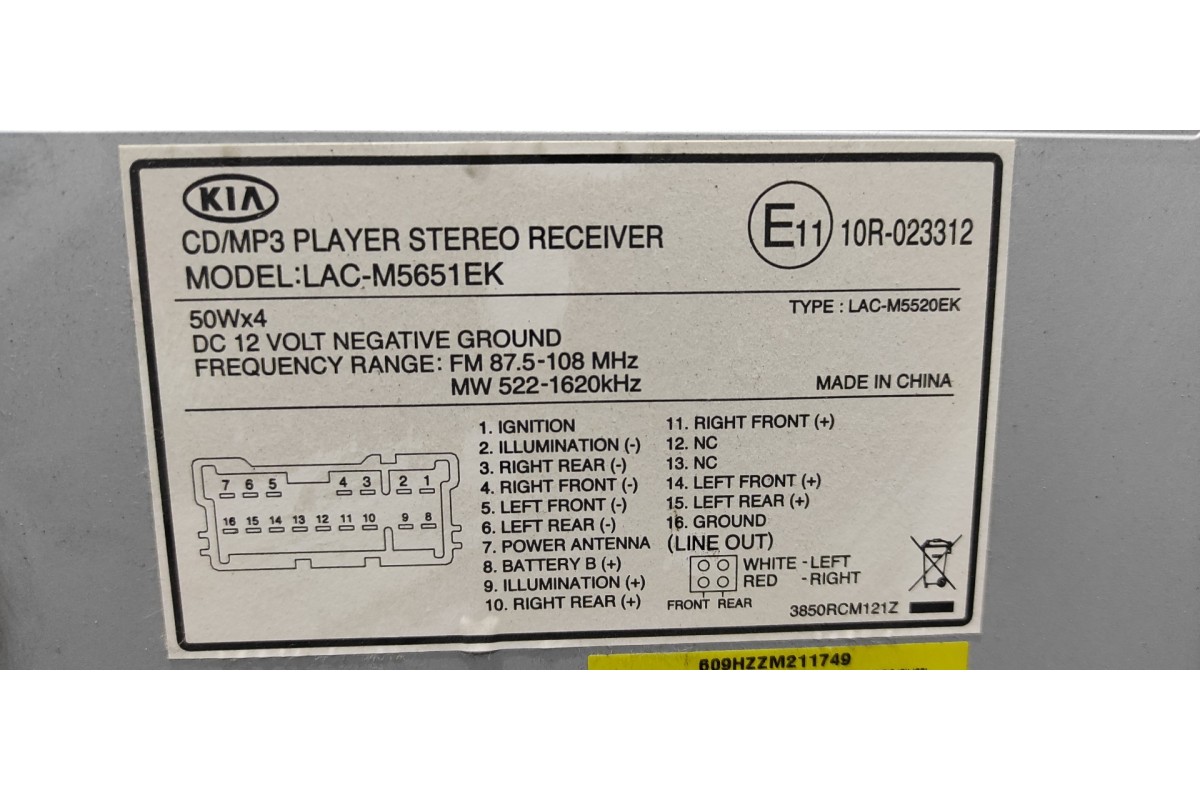 KIA
CD/MP3 PLAYER STEREO RECEIVER
MODEL:LAC-M5651EK
E11 10R-023312
TYPE : LAC-M5520EK
50Wx4
DC 12 VOLT NEGATIVE GROUND
FREQUENCY RANGE: FM 87.5-108 MHz
MW 522-1620kHz
MADE IN CHINA
7 6 5 4 3 2 1
16 15 14 13 12 11 10 9 8
1. IGNITION
2. ILLUMINATION (-)
3. RIGHT REAR (-)
4. RIGHT FRONT (-)
5. LEFT FRONT (-)
6. LEFT REAR (-)
7. POWER ANTENNA
8. BATTERY B (+)
9. ILLUMINATION (+)
10. RIGHT REAR (+)
11. RIGHT FRONT (+)
12. NC
13. NC
14. LEFT FRONT (+)
15. LEFT REAR (+)
16. GROUND
(LINE OUT)
WHITE - LEFT
RED - RIGHT
FRONT REAR
3850RCM121Z
609HZZM211749